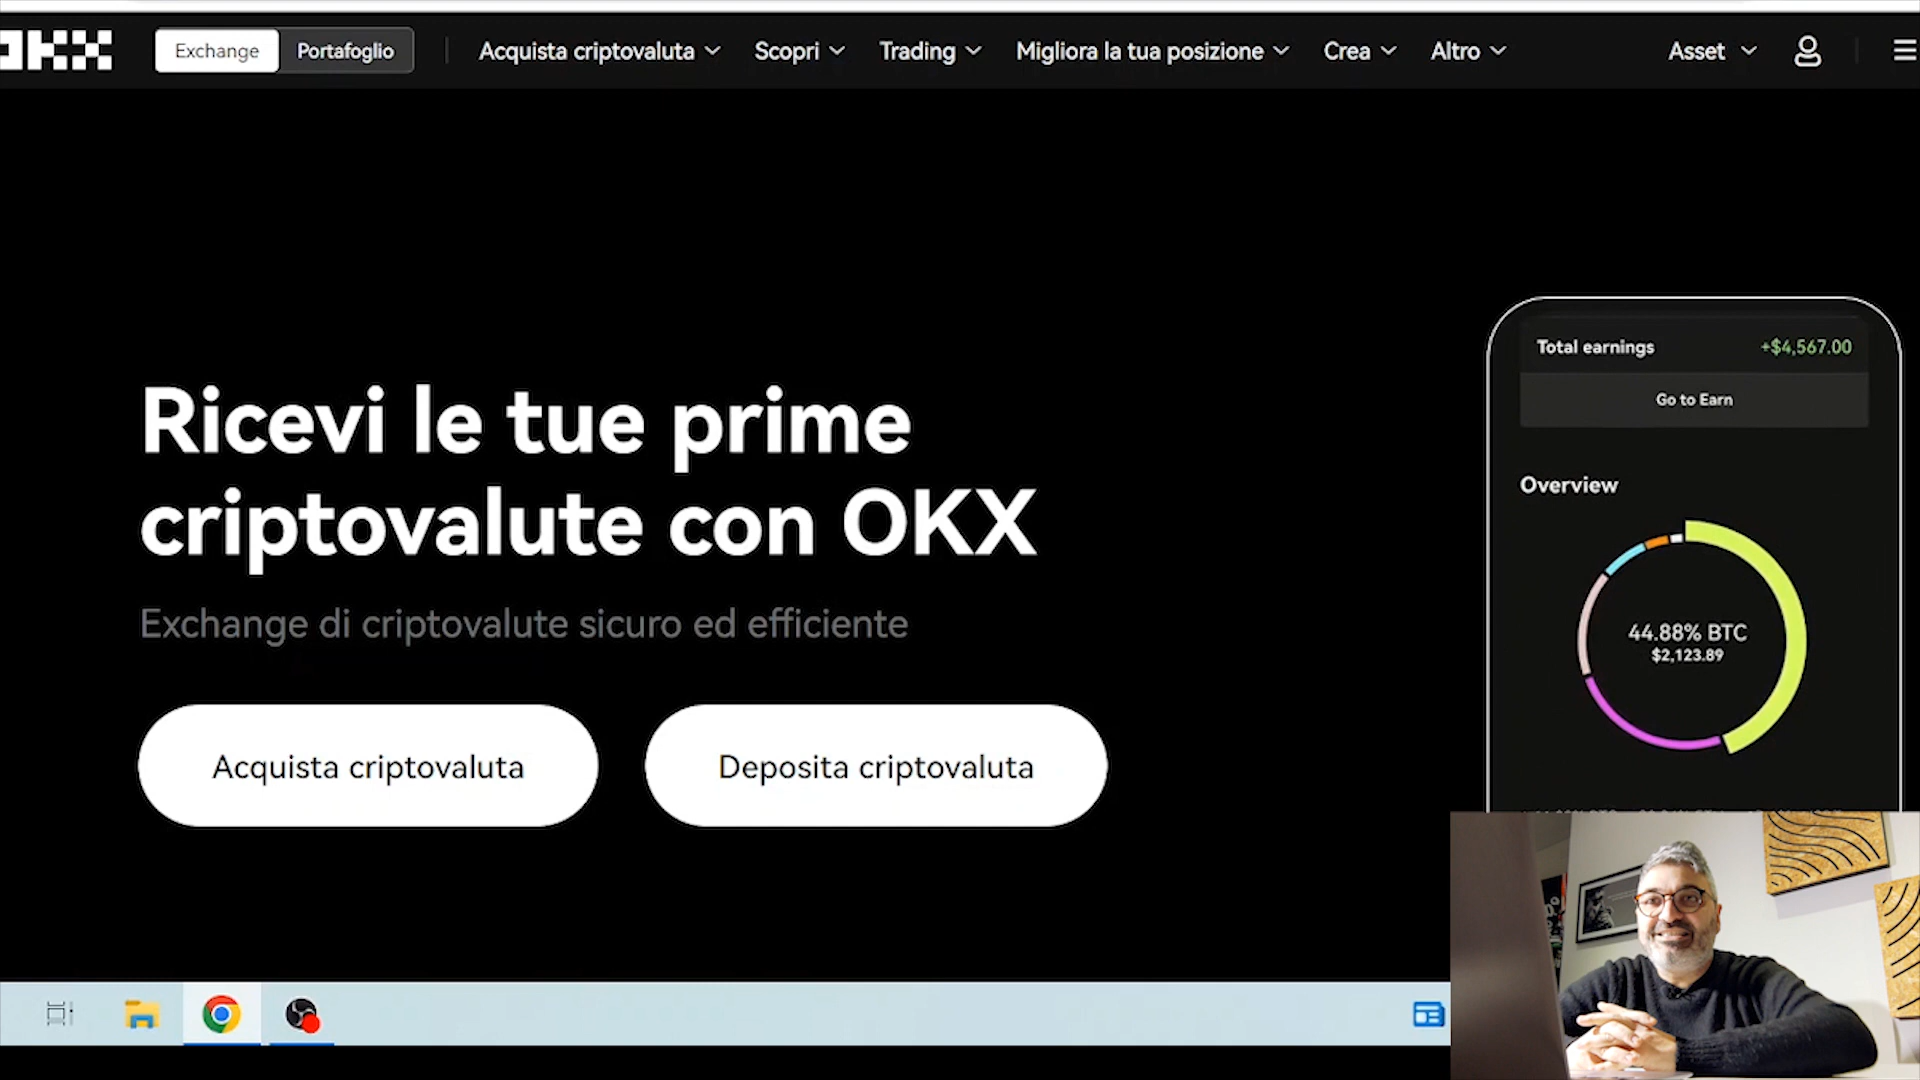 OKX
Exchange
Portafoglio
Acquista criptovaluta
Scopri
Trading
Migliora la tua posizione
Crea
Altro
Asset
Ricevi le tue prime
criptovalute con OKX
Exchange di criptovalute sicuro ed efficiente
Acquista criptovaluta
Deposita criptovaluta
Total earnings +$4,567.00
Go to Earn
Overview
44.88% BTC
$2,123.89